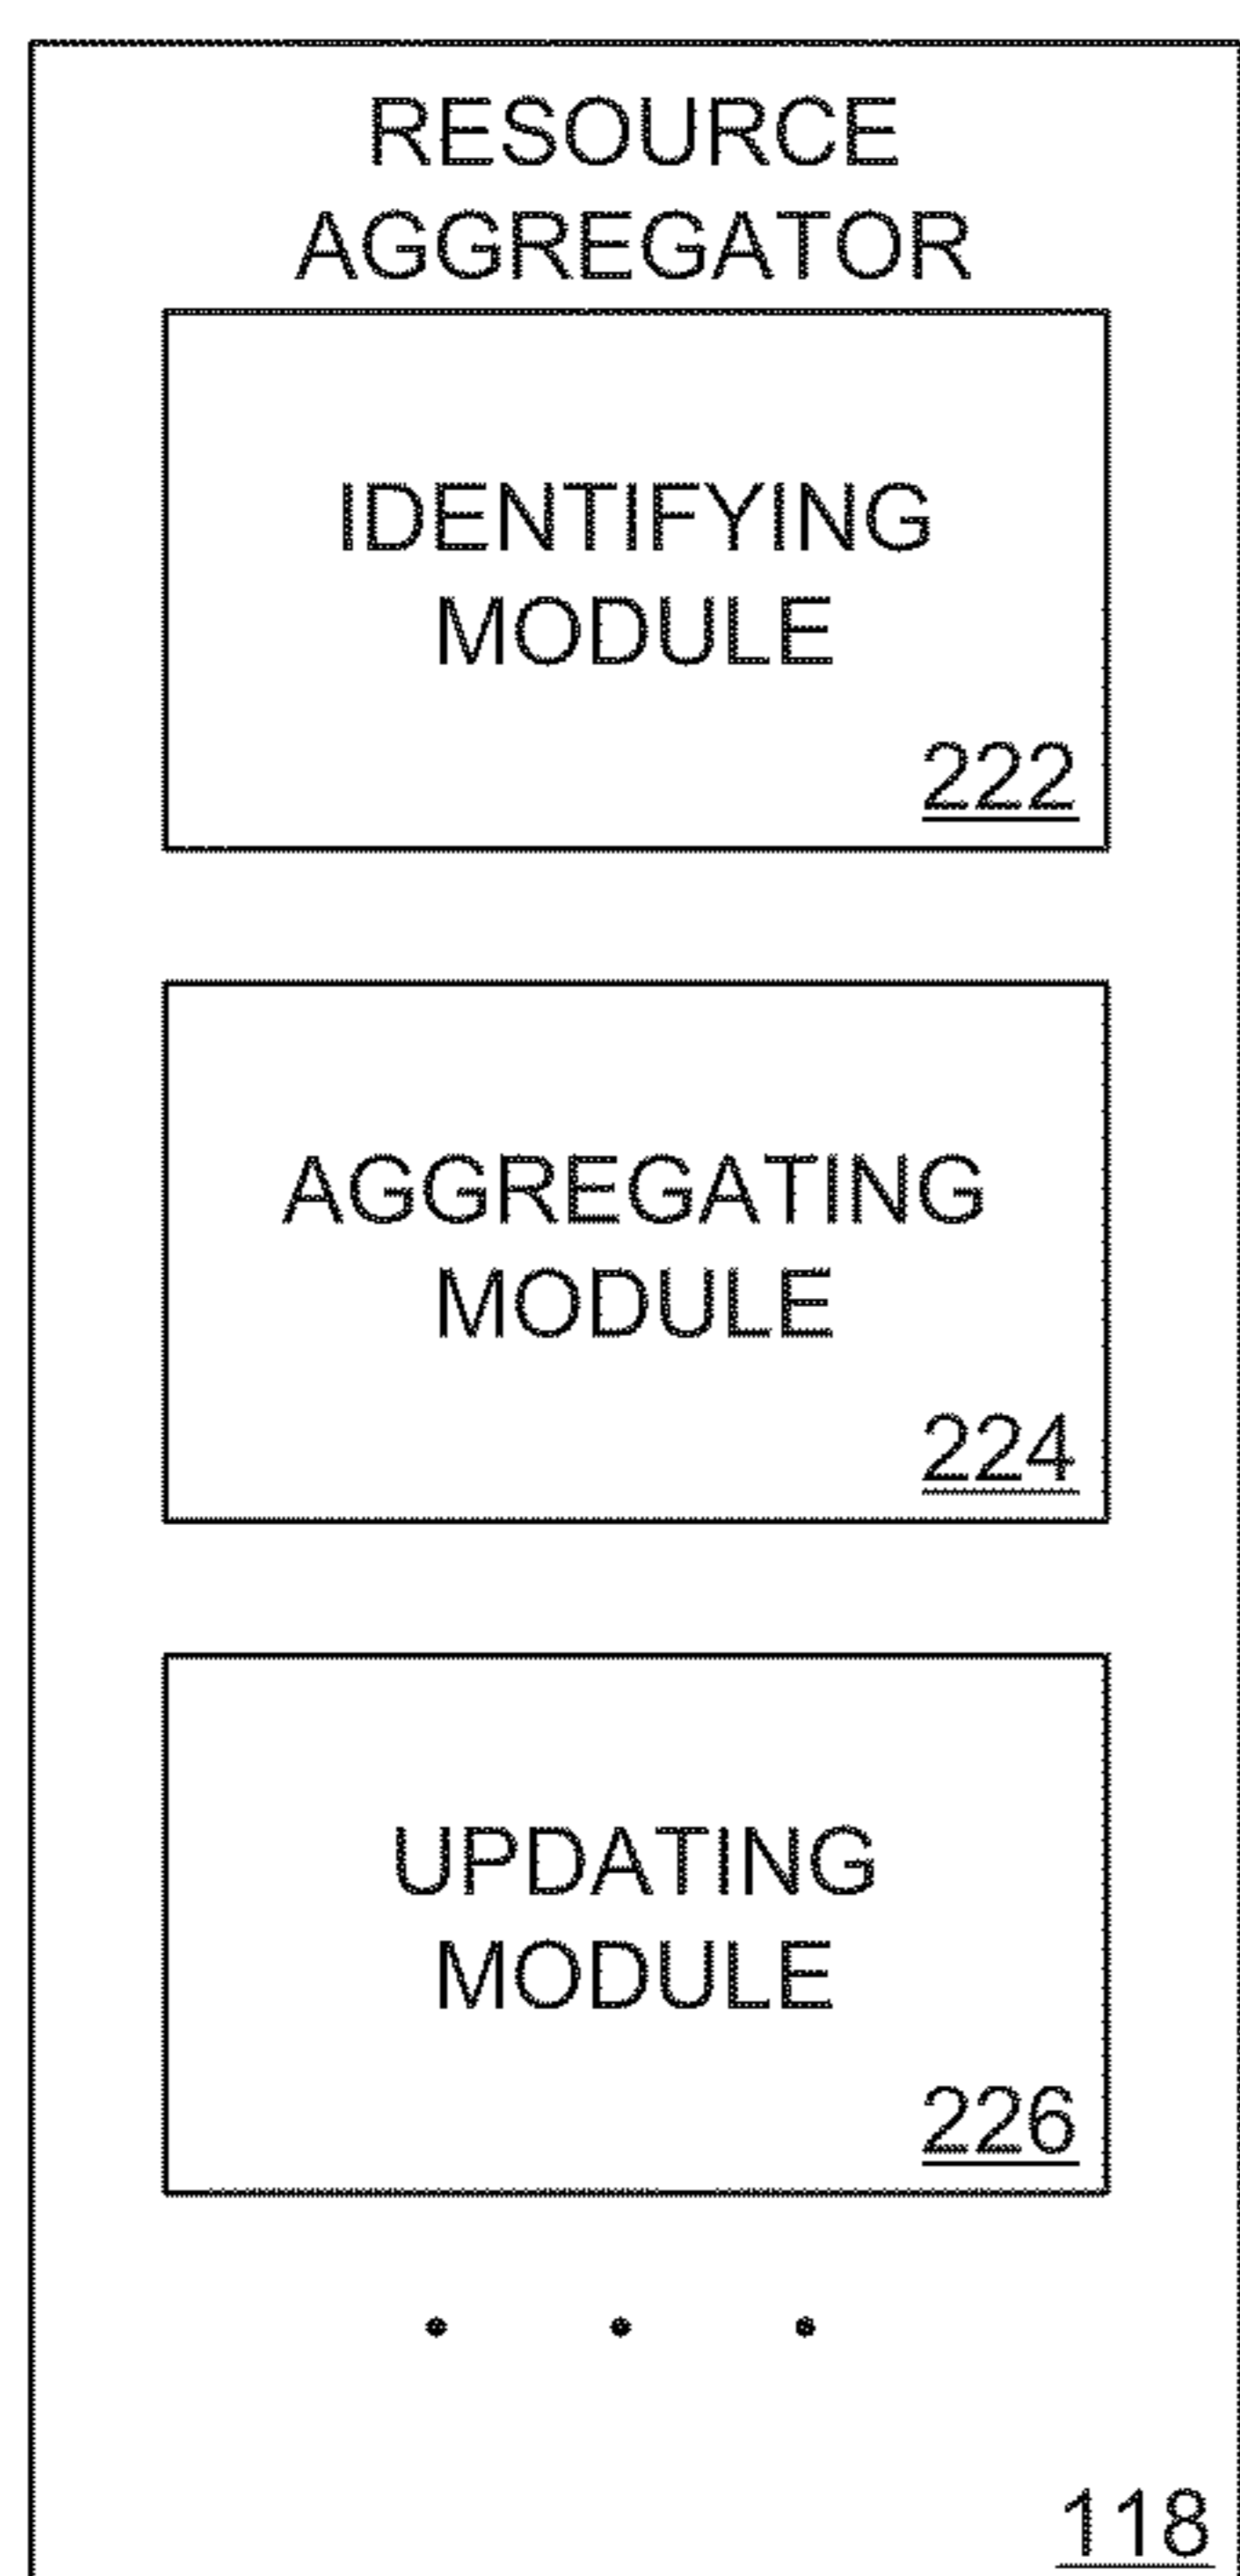 RESOURCE
AGGREGATOR
IDENTIFYING
MODULE
222
AGGREGATING
MODULE
224
UPDATING
MODULE
226
. . .
118